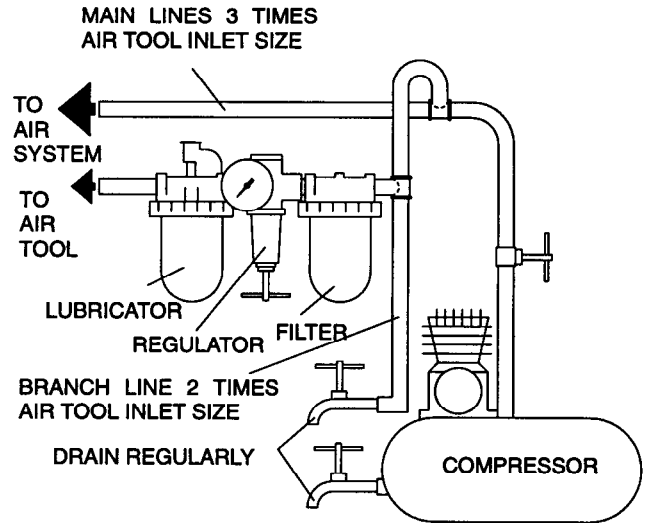 MAIN LINES 3 TIMES
AIR TOOL INLET SIZE
TO
AIR
SYSTEM
TO
AIR
TOOL
LUBRICATOR
REGULATOR
FILTER
BRANCH LINE 2 TIMES
AIR TOOL INLET SIZE
DRAIN REGULARLY
COMPRESSOR